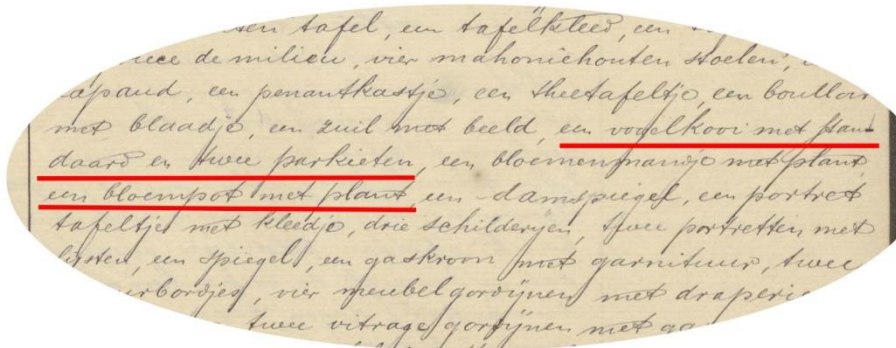 tafel, een tafelkleed, een
de milieu, vier mahoniehouten stoelen,
een penantkastje, een theetafeltje, een bouilloir
met blaadje, een zuil met beeld, een vogelkooi met stan-
daard en twee parkieten, een bloemenmandje met plant,
een bloempot met plant, een damspiegel, een portret
tafeltje met kleedje, drie schilderijen, twee portretten met
lijsten, een spiegel, een gaskroon met garnituur, twee
vier meubelgordijnen met draperie
twee vitrage gordijnen met